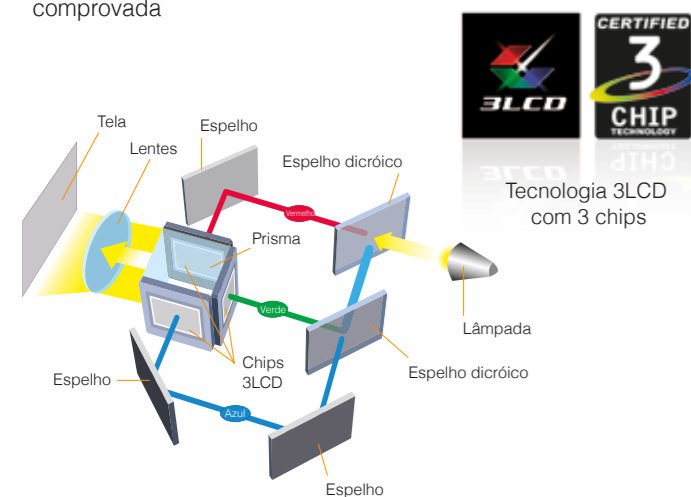 comprovada
CERTIFIED
3
CHIP
TECHNOLOGY
3LCD
Tecnologia 3LCD
com 3 chips
Tela
Lentes
Espelho
Espelho dicróico
Vermelho
Prisma
Verde
Lâmpada
Chips
3LCD
Espelho dicróico
Espelho
Azul
Espelho